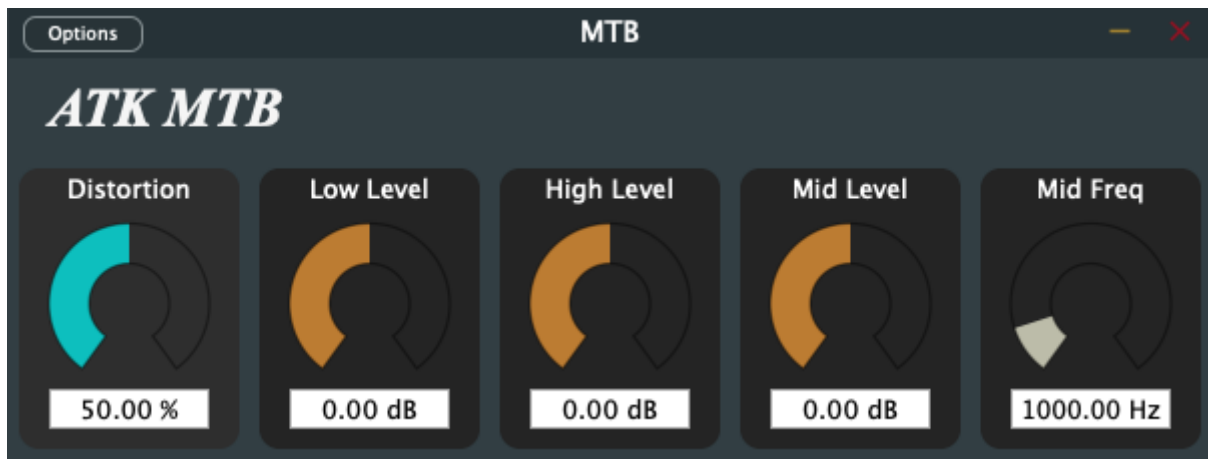 Options
MTB
ATK MTB
Distortion
Low Level
High Level
Mid Level
Mid Freq
50.00 %
0.00 dB
0.00 dB
0.00 dB
1000.00 Hz